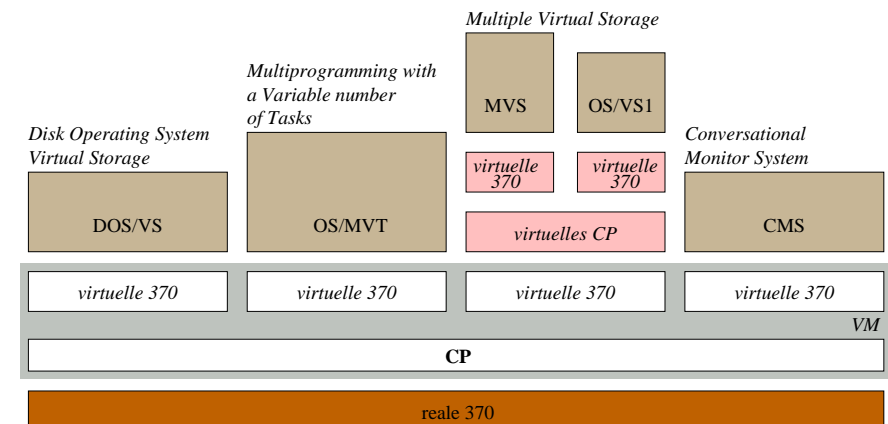 Multiple Virtual Storage
Multiprogramming with
a Variable number
of Tasks
MVS
OS/VS1
Disk Operating System
Virtual Storage
Conversational
Monitor System
virtuelle
370
virtuelle
370
DOS/VS
OS/MVT
virtuelles CP
CMS
virtuelle 370
virtuelle 370
virtuelle 370
virtuelle 370
VM
CP
reale 370